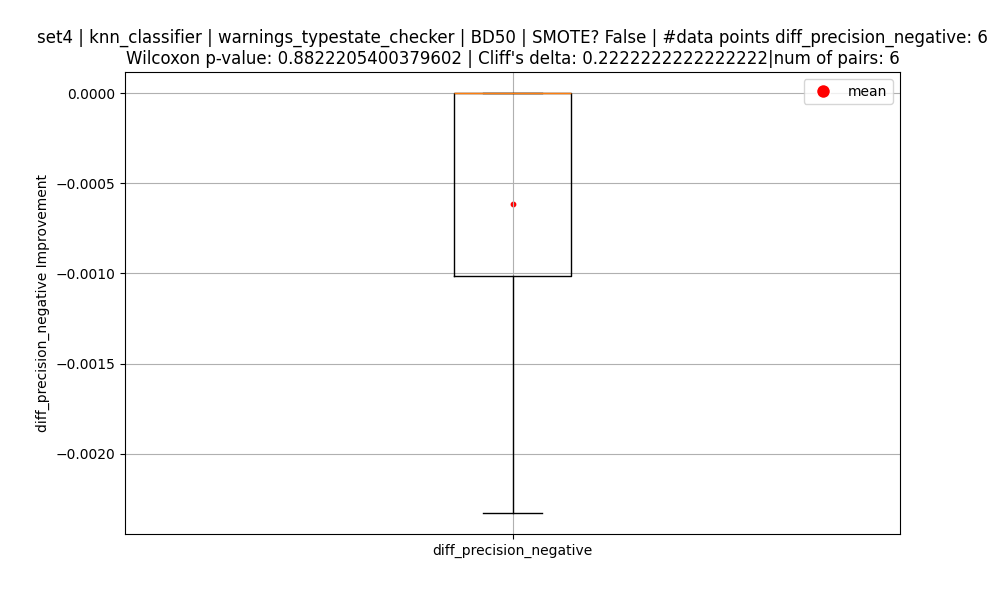 set4 | knn_classifier | warnings_typestate_checker | BD50 | SMOTE? False | #data points diff_precision_negative: 6
Wilcoxon p-value: 0.8822205400379602 | Cliff's delta: 0.2222222222222222|num of pairs: 6
mean
0.0000
−0.0005
−0.0010
−0.0015
−0.0020
diff_precision_negative Improvement
diff_precision_negative